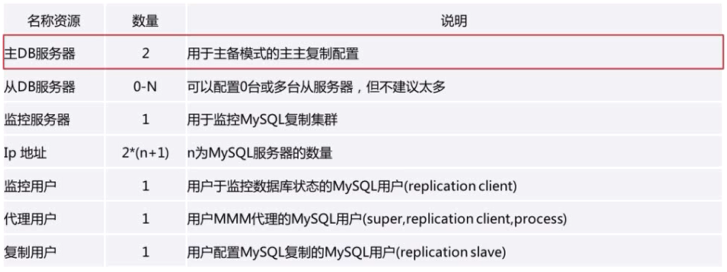 名称资源 数量 说明
主DB服务器 2 用于主备模式的主主复制配置
从DB服务器 0-N 可以配置0台或多台从服务器，但不建议太多
监控服务器 1 用于监控MySQL复制集群
Ip 地址 2*(n+1) n为MySQL服务器的数量
监控用户 1 用户于监控数据库状态的MySQL用户(replication client)
代理用户 1 用户MMM代理的MySQL用户(super,replication client,process)
复制用户 1 用户配置MySQL复制的MySQL用户(replication slave)